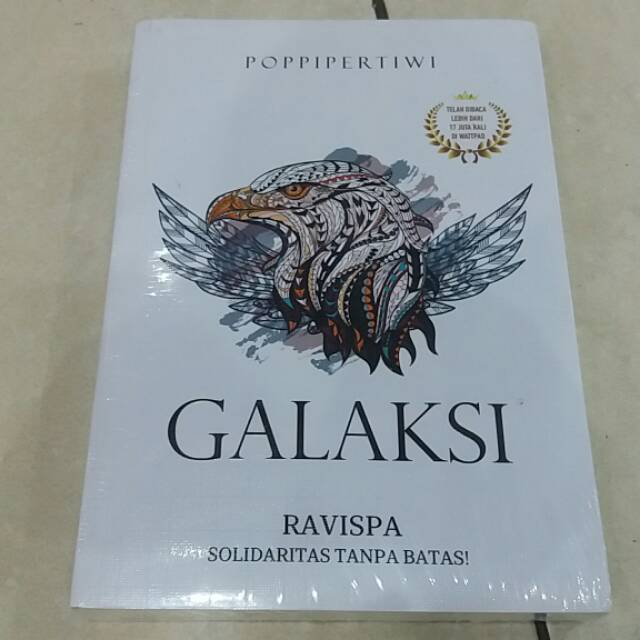 POPPIPERTIWI
TELAH DIBACA
LEBIH DARI
17 JUTA KALI
DI WATTPAD
GALAKSI
RAVISPA
SOLIDARITAS TANPA BATAS!